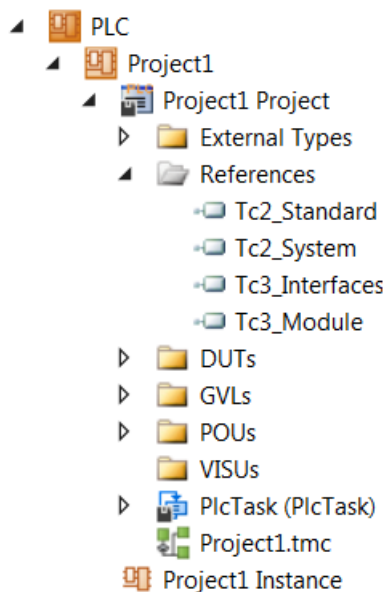 PLC
Project1
Project1 Project
External Types
References
Tc2_Standard
Tc2_System
Tc3_Interfaces
Tc3_Module
DUTs
GVLs
POUs
VISUs
PlcTask (PlcTask)
Project1.tmc
Project1 Instance